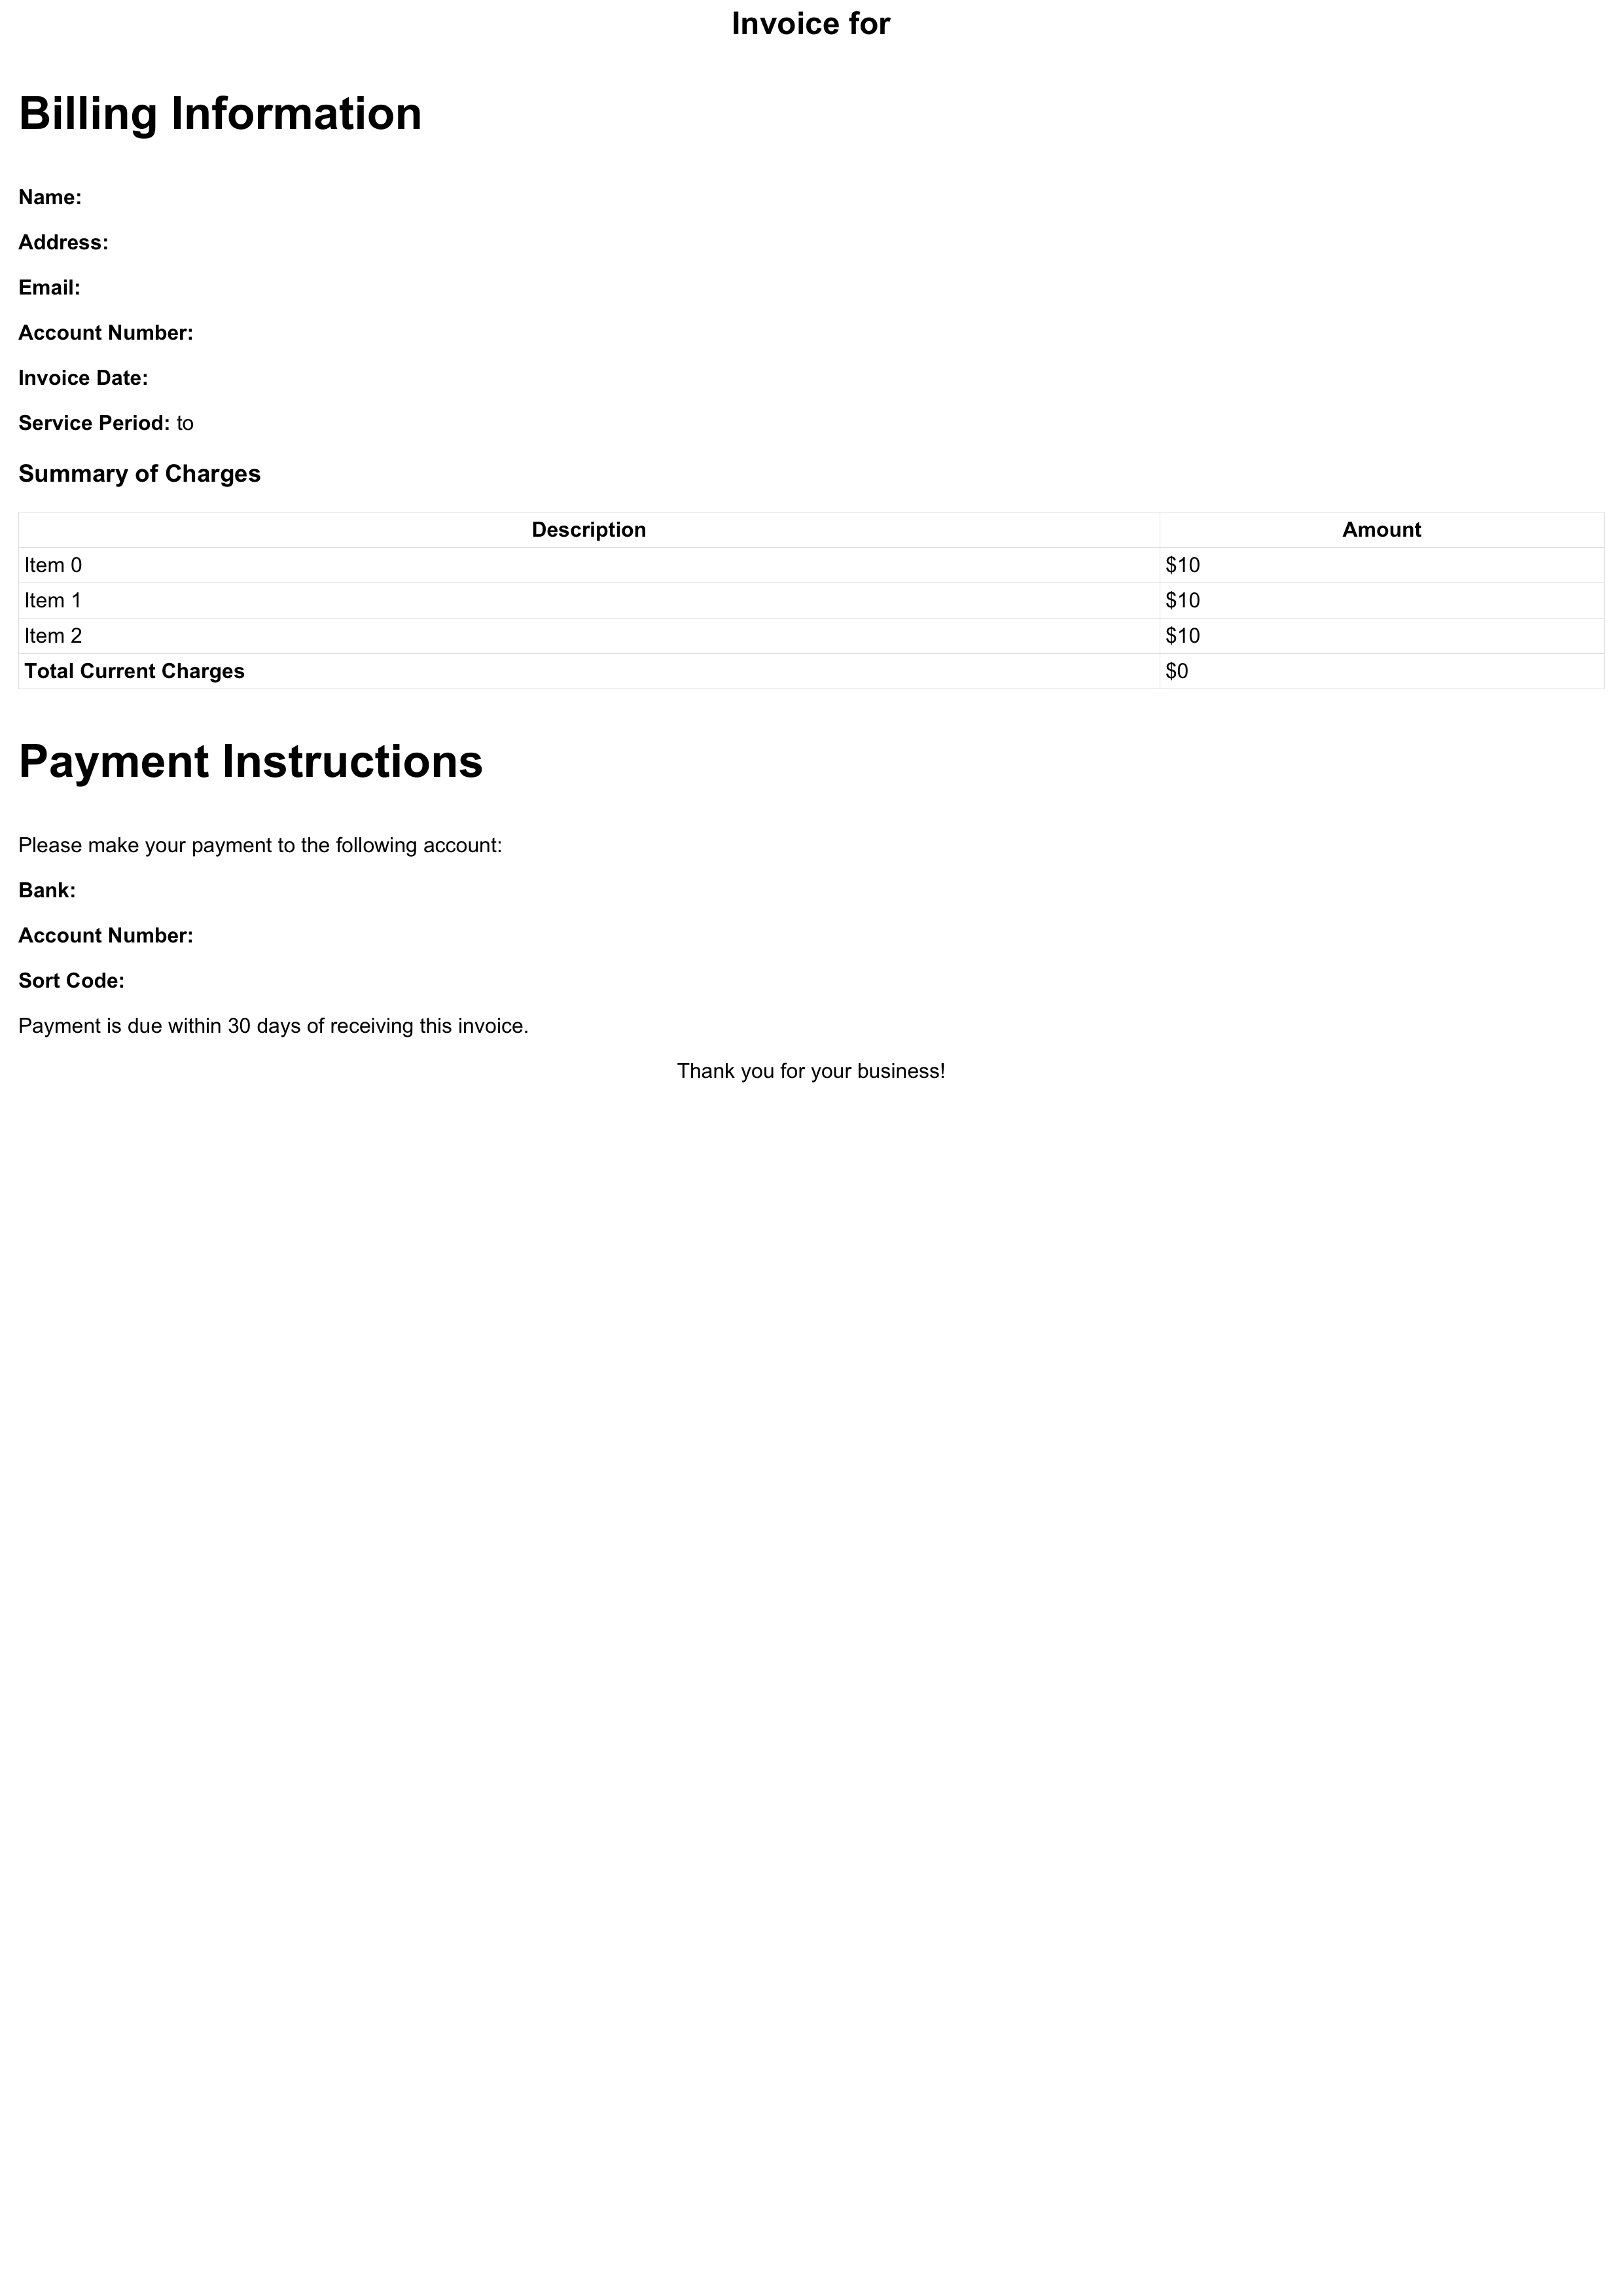 Invoice for
Billing Information
Name:
Address:
Email:
Account Number:
Invoice Date:
Service Period: to
Summary of Charges
Description Amount
Item 0 $10
Item 1 $10
Item 2 $10
Total Current Charges $0
Payment Instructions
Please make your payment to the following account:
Bank:
Account Number:
Sort Code:
Payment is due within 30 days of receiving this invoice.
Thank you for your business!